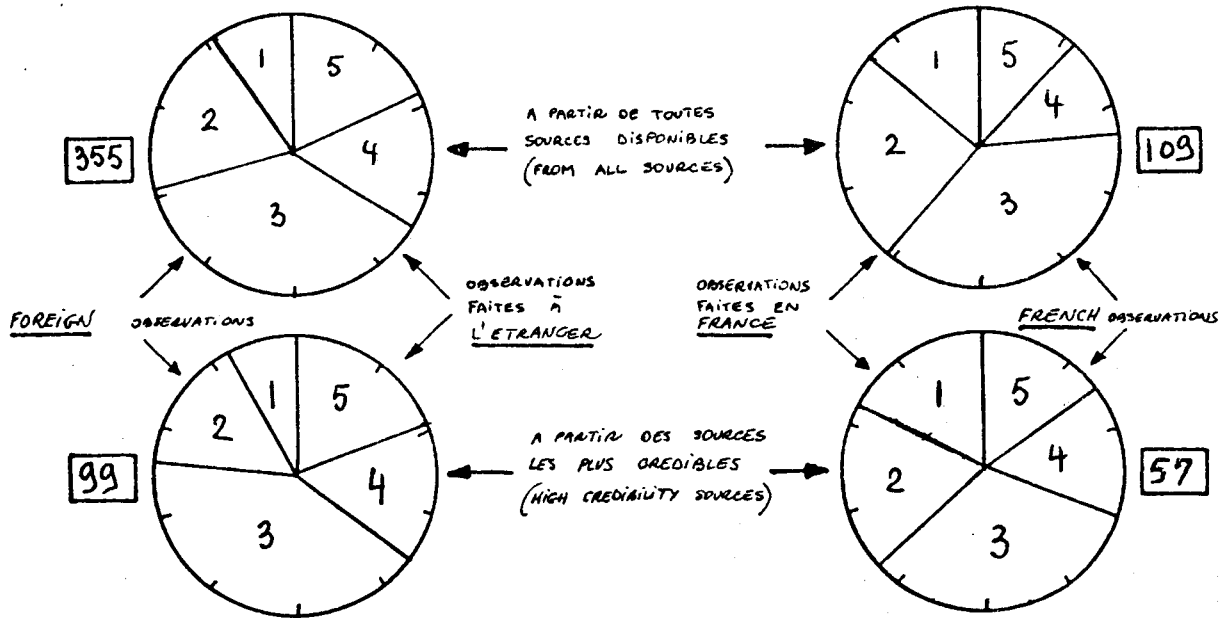 1
5
2
4
3
355
A PARTIR DE TOUTES
SOURCES DISPONIBLES
(FROM ALL SOURCES)
1
5
4
2
3
109
FOREIGN OBSERVATIONS
OBSERVATIONS
FAITES À
L'ETRANGER
OBSERVATIONS
FAITES EN
FRANCE
FRENCH OBSERVATIONS
1
5
2
4
3
99
A PARTIR DES SOURCES
LES PLUS CREDIBLES
(HIGH CREDIBILITY SOURCES)
1
5
2
4
3
57